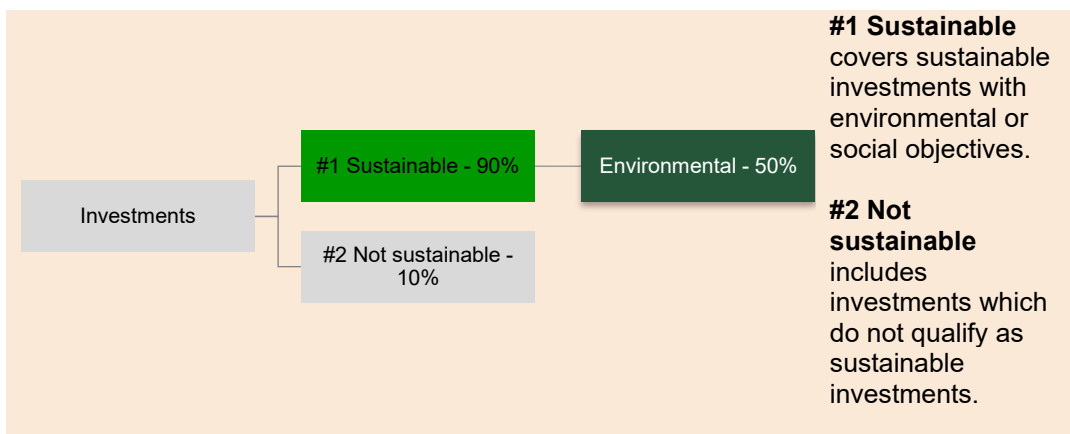 Investments
#1 Sustainable - 90%
Environmental - 50%
#2 Not sustainable -
10%
#1 Sustainable
covers sustainable
investments with
environmental or
social objectives.
#2 Not
sustainable
includes
investments which
do not qualify as
sustainable
investments.